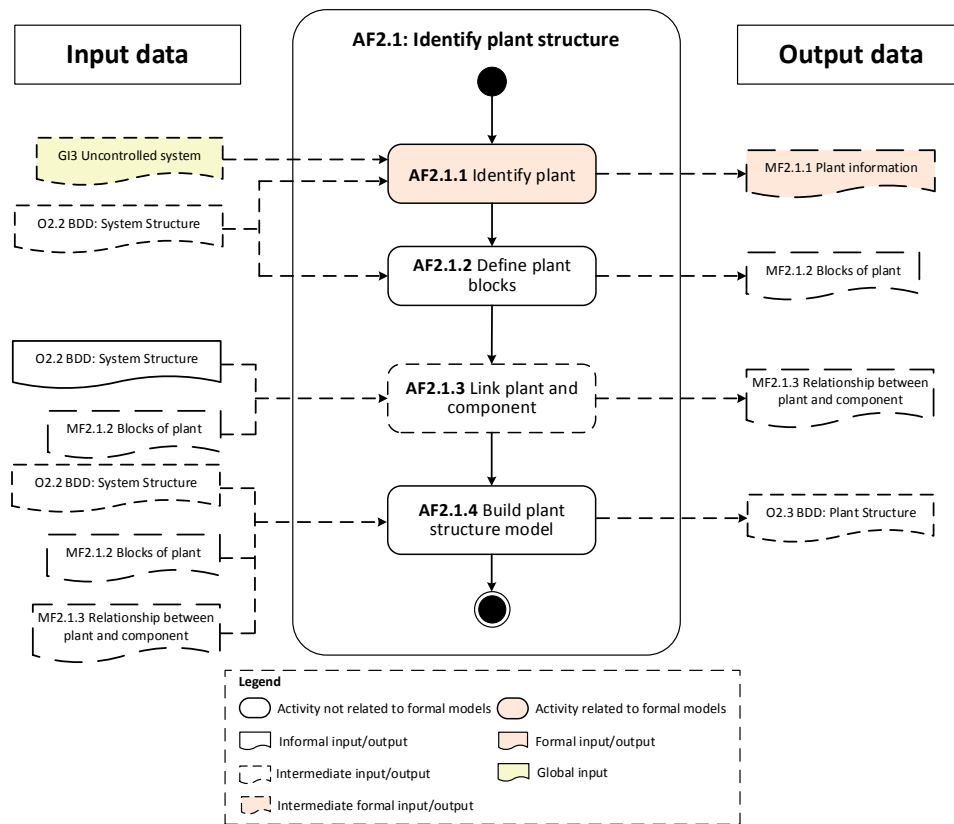 Input data
AF2.1: Identify plant structure
Output data
GI3 Uncontrolled system
O2.2 BDD: System Structure
AF2.1.1 Identify plant
MF2.1.1 Plant information
AF2.1.2 Define plant
blocks
MF2.1.2 Blocks of plant
O2.2 BDD: System Structure
MF2.1.2 Blocks of plant
AF2.1.3 Link plant and
component
MF2.1.3 Relationship between
plant and component
O2.2 BDD: System Structure
MF2.1.2 Blocks of plant
MF2.1.3 Relationship between
plant and component
AF2.1.4 Build plant
structure model
O2.3 BDD: Plant Structure
Legend
Activity not related to formal models
Activity related to formal models
Informal input/output
Formal input/output
Intermediate input/output
Global input
Intermediate formal input/output